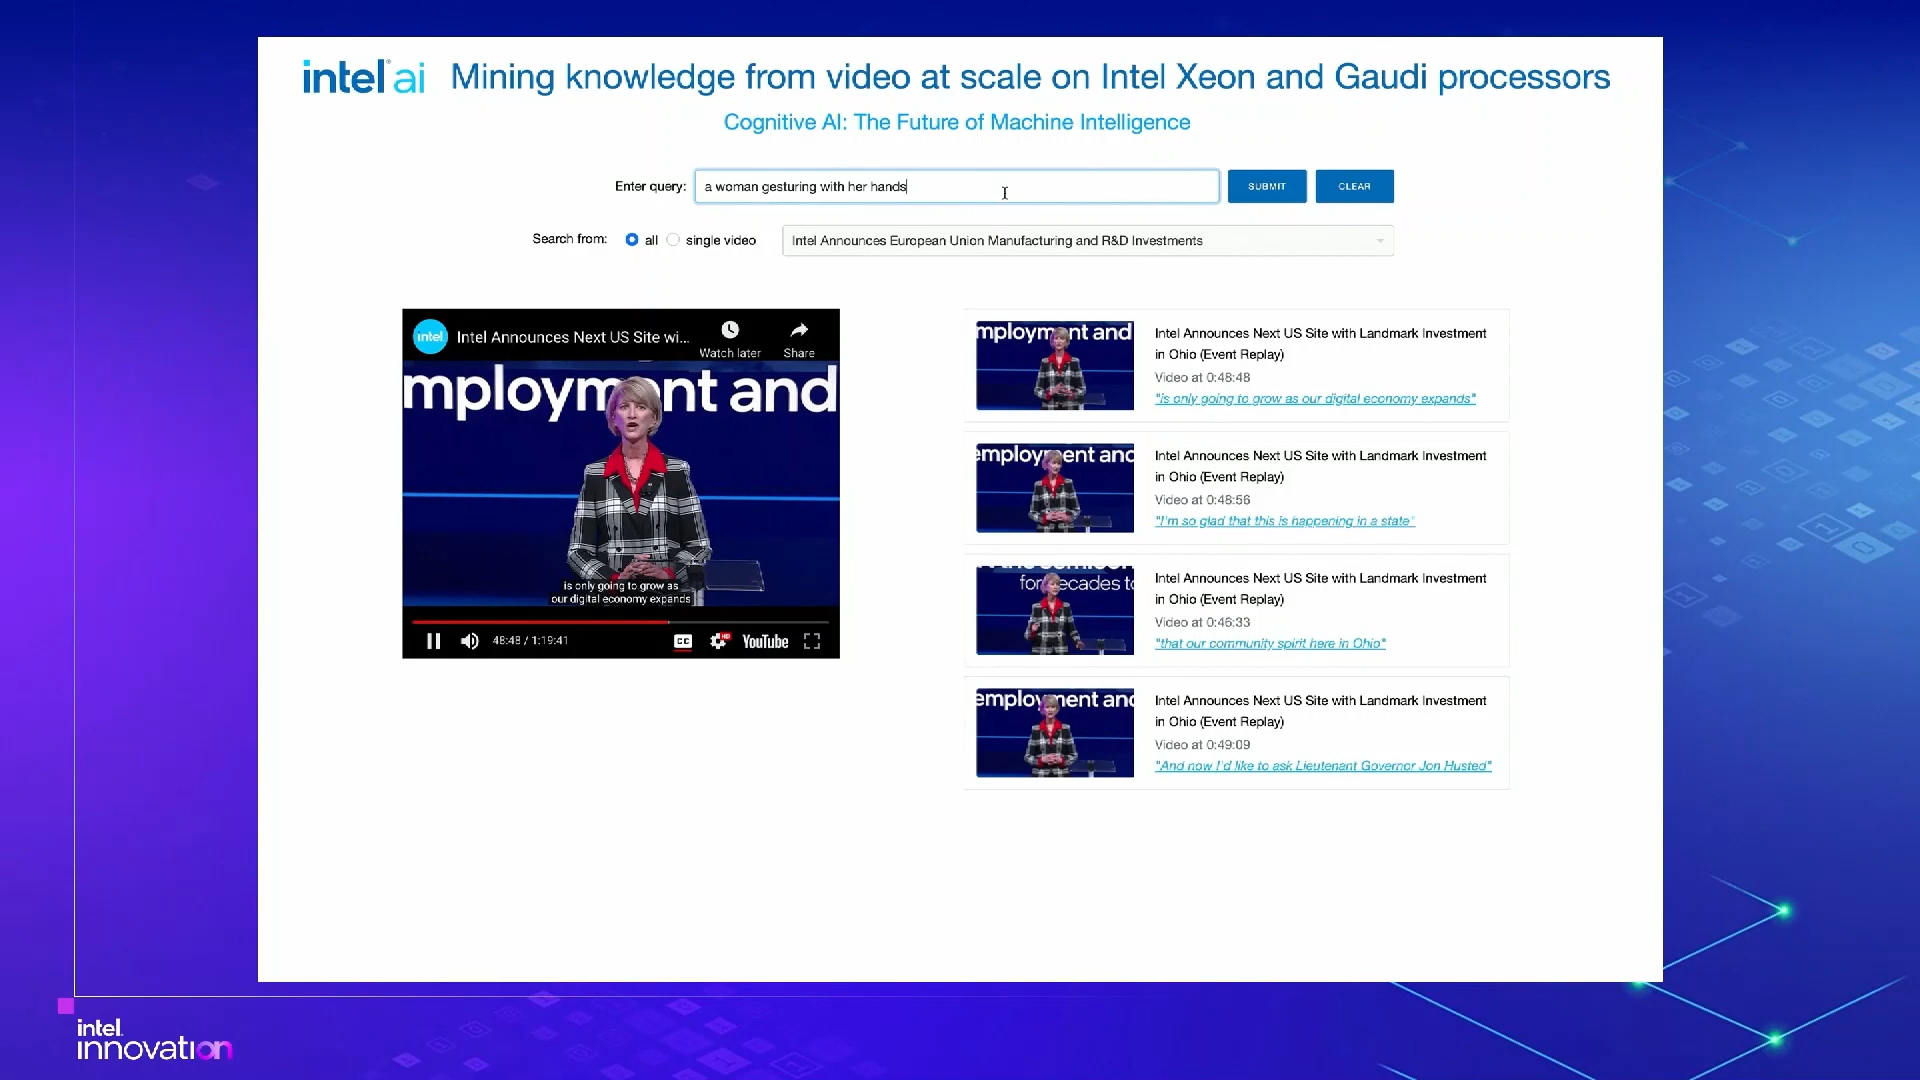 intel ai Mining knowledge from video at scale on Intel Xeon and Gaudi processors
Cognitive AI: The Future of Machine Intelligence
Enter query: a woman gesturing with her hands SUBMIT CLEAR
Search from: all single video Intel Announces European Union Manufacturing and R&D Investments
intel Intel Announces Next US Site wi...
Watch later Share
mployment and
is only going to grow as
our digital economy expands
48:48 / 1:19:41 CC HD YouTube
mployment and
Intel Announces Next US Site with Landmark Investment
in Ohio (Event Replay)
Video at 0:48:48
"is only going to grow as our digital economy expands"
employment and
Intel Announces Next US Site with Landmark Investment
in Ohio (Event Replay)
Video at 0:48:56
"I'm so glad that this is happening in a state"
for decades to
Intel Announces Next US Site with Landmark Investment
in Ohio (Event Replay)
Video at 0:46:33
"that our community spirit here in Ohio"
employment and
Intel Announces Next US Site with Landmark Investment
in Ohio (Event Replay)
Video at 0:49:09
"And now I'd like to ask Lieutenant Governor Jon Husted"
intel.
innovation